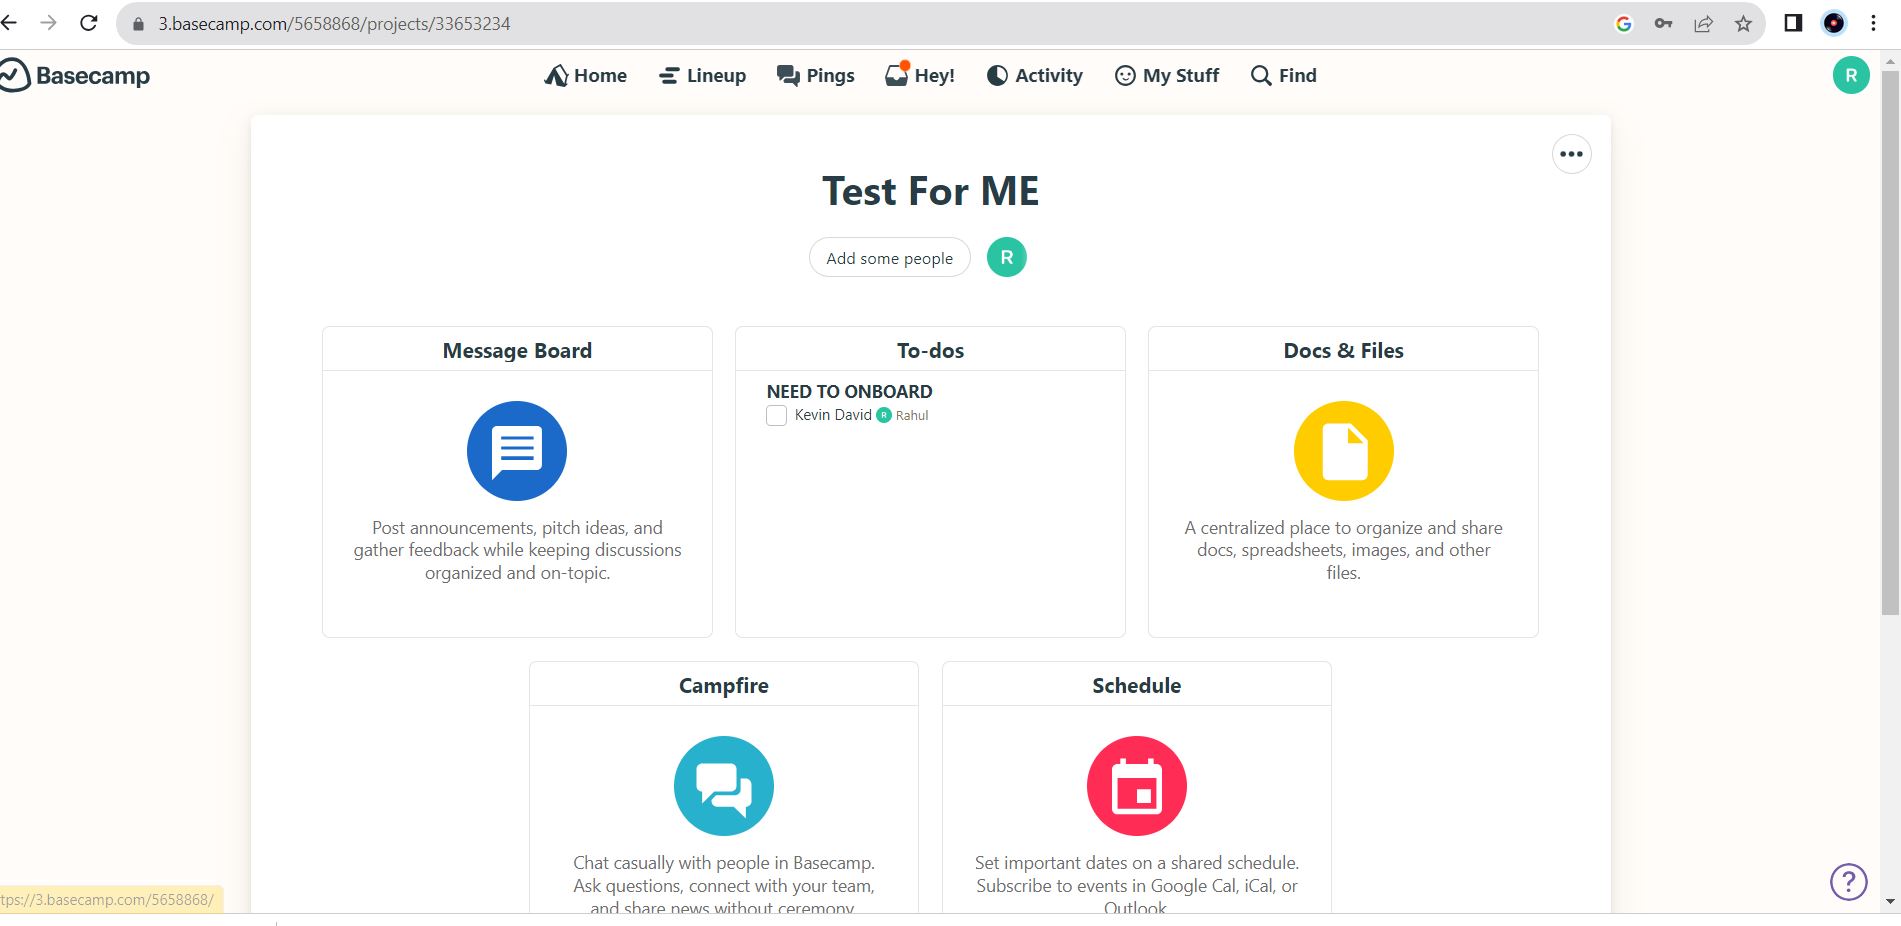 3.basecamp.com/5658868/projects/33653234
Basecamp
Home Lineup Pings Hey! Activity My Stuff Find
R
Test For ME
Add some people R
Message Board
Post announcements, pitch ideas, and
gather feedback while keeping discussions
organized and on-topic.
To-dos
NEED TO ONBOARD
Kevin David R Rahul
Docs & Files
A centralized place to organize and share
docs, spreadsheets, images, and other
files.
Campfire
Chat casually with people in Basecamp.
Ask questions, connect with your team,
and share news without ceremony
Schedule
Set important dates on a shared schedule.
Subscribe to events in Google Cal, iCal, or
Outlook
?
tps://3.basecamp.com/5658868/